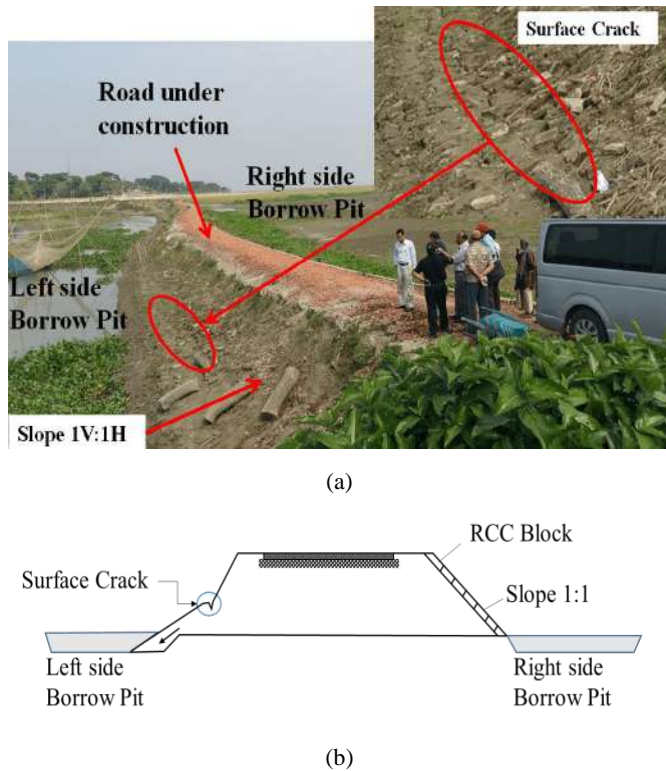 Surface Crack
Road under
construction
Right side
Borrow Pit
Left side
Borrow Pit
Slope 1V:1H
(a)
RCC Block
Surface Crack
Slope 1:1
Left side
Borrow Pit
Right side
Borrow Pit
(b)